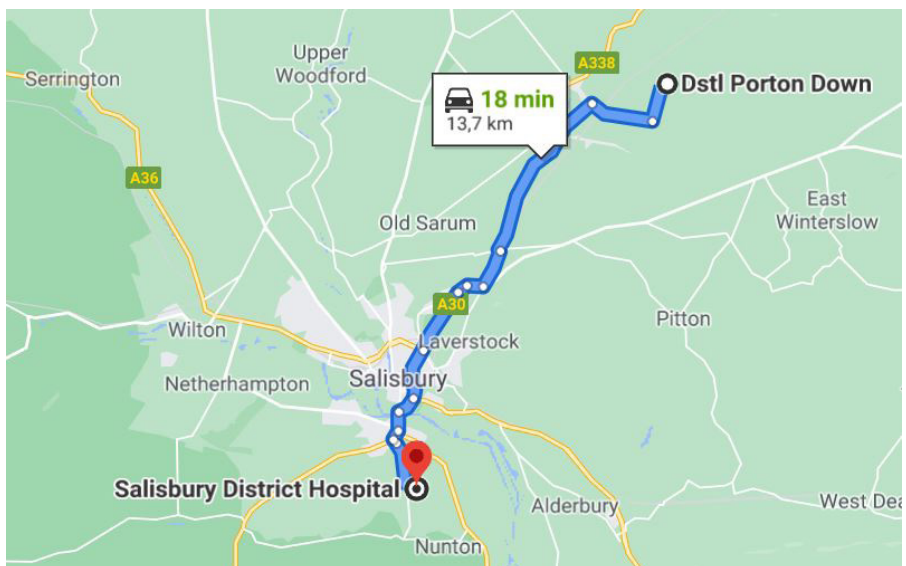 Upper
Woodford
Serrington
A338
Dstl Porton Down
18 min
13,7 km
A36
East
Winterslow
Old Sarum
A30
Wilton
Laverstock
Pitton
Netherhampton
Salisbury
Salisbury District Hospital
Alderbury
West Dea
Nunton